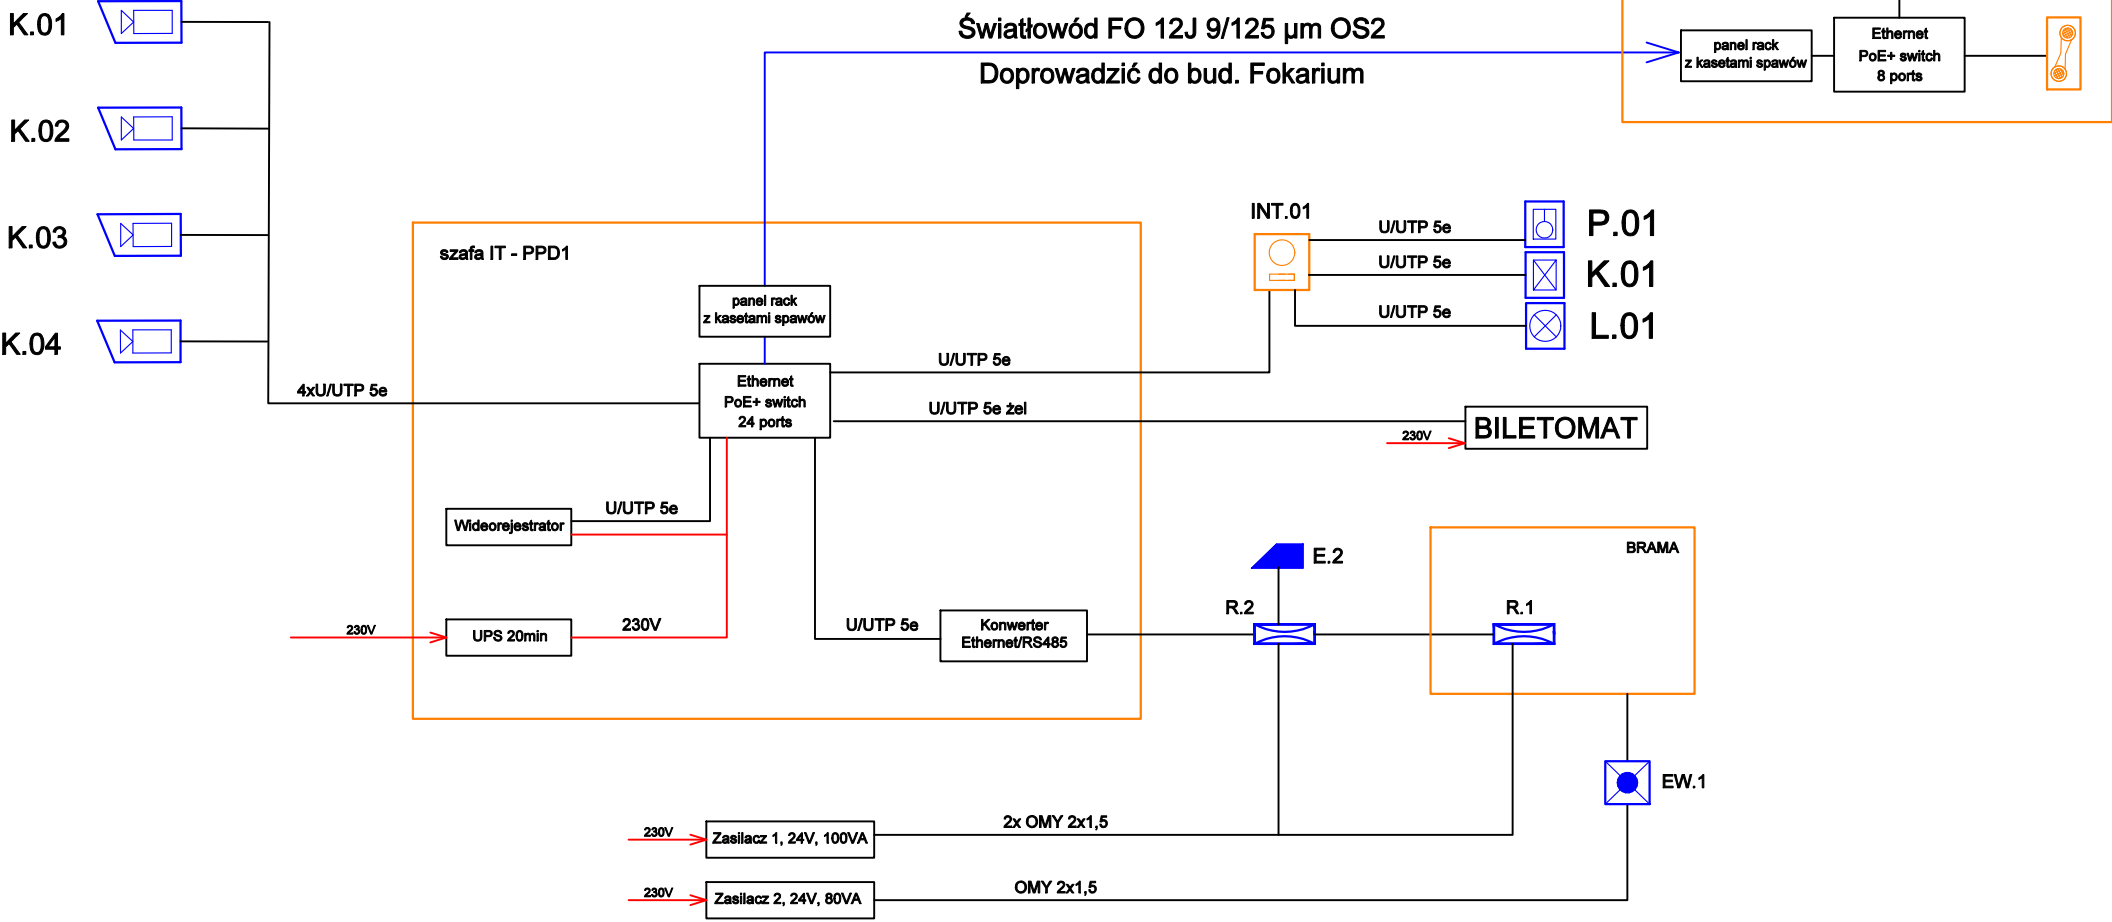 K.01
K.02
K.03
K.04
4xU/UTP 5e
Światłowód FO 12J 9/125 µm OS2
Doprowadzić do bud. Fokarium
panel rack
z kasetami spawów
Ethernet
PoE+ switch
8 ports
szafa IT - PPD1
panel rack
z kasetami spawów
Ethernet
PoE+ switch
24 ports
U/UTP 5e
U/UTP 5e żel
INT.01
U/UTP 5e
P.01
U/UTP 5e
K.01
U/UTP 5e
L.01
230V
BILETOMAT
Wideorejestrator
U/UTP 5e
230V
UPS 20min
230V
U/UTP 5e
Konwerter
Ethernet/RS485
E.2
R.2
BRAMA
R.1
EW.1
230V
Zasilacz 1, 24V, 100VA
2x OMY 2x1,5
230V
Zasilacz 2, 24V, 80VA
OMY 2x1,5